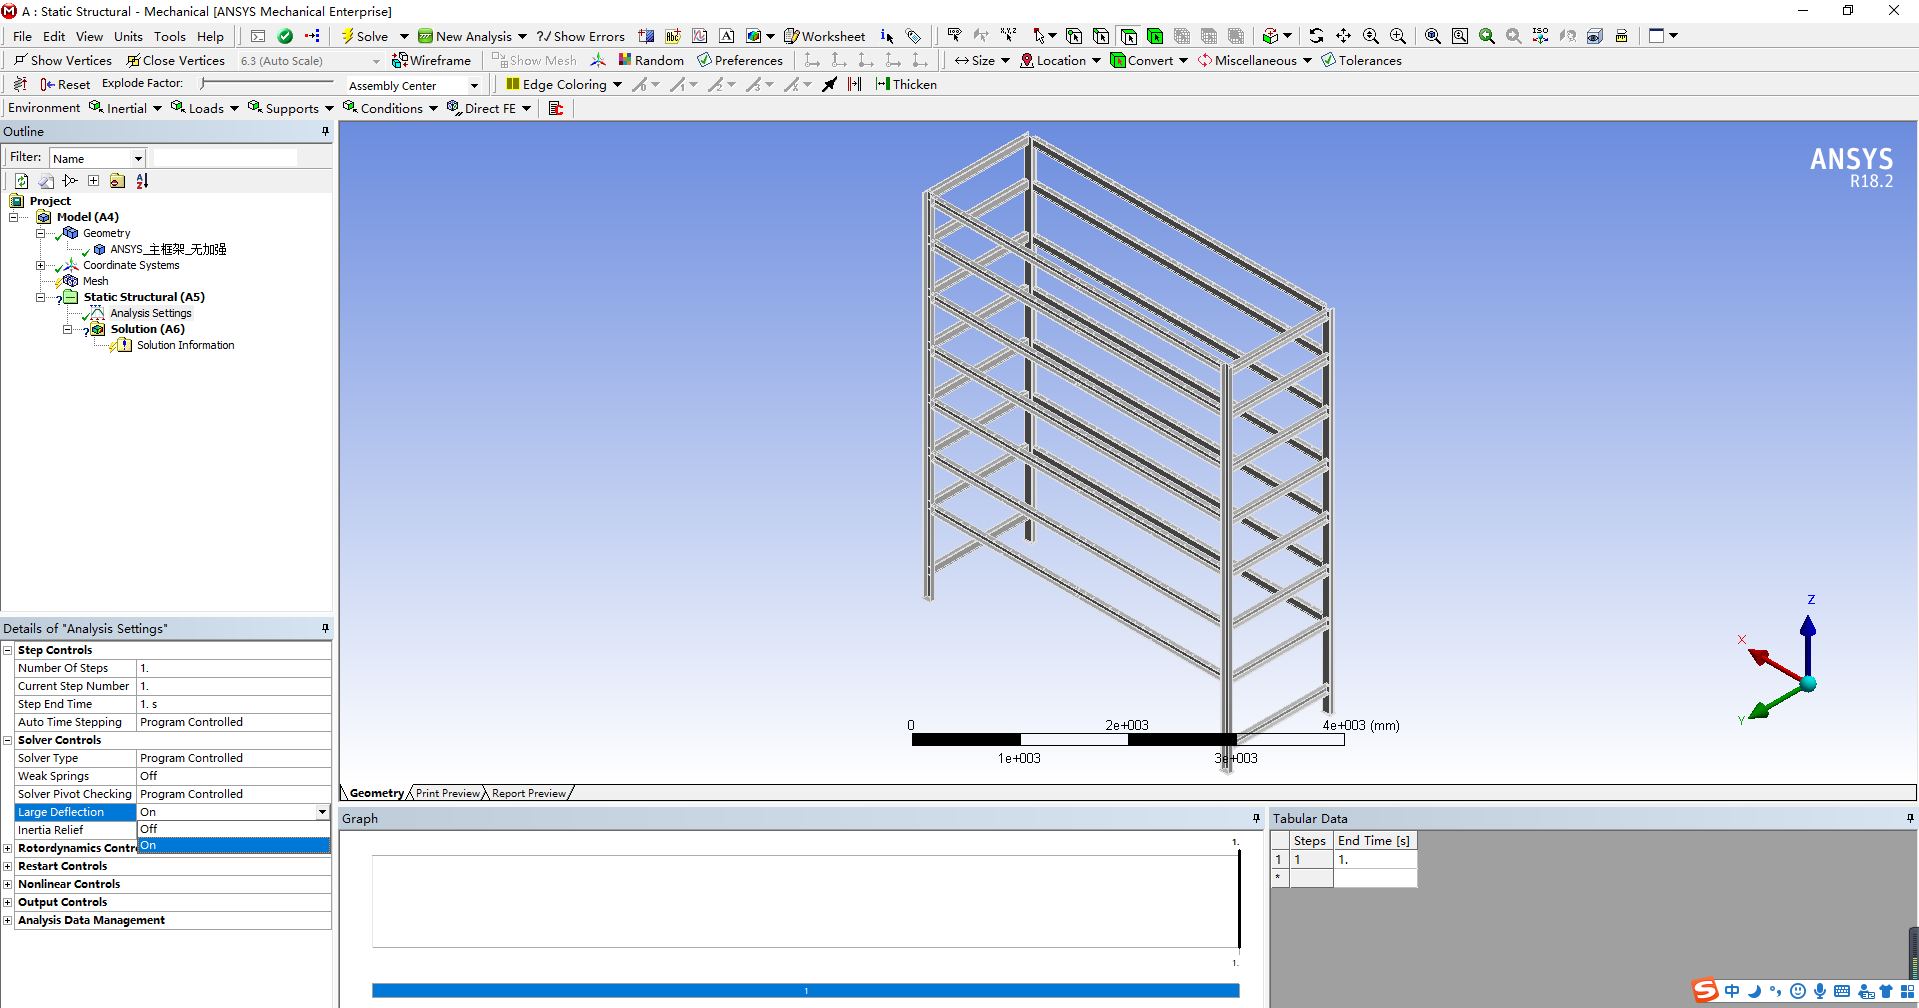 A : Static Structural - Mechanical [ANSYS Mechanical Enterprise]
File Edit View Units Tools Help Solve New Analysis ?/ Show Errors Worksheet
Show Vertices Close Vertices 6.3 (Auto Scale) Wireframe Show Mesh Random Preferences Size Location Convert Miscellaneous Tolerances
Reset Explode Factor: Assembly Center Edge Coloring Thicken
Environment Inertial Loads Supports Conditions Direct FE
Outline
Filter: Name
Project
Model (A4)
Geometry
ANSYS_主框架_无加强
Coordinate Systems
Mesh
Static Structural (A5)
Analysis Settings
Solution (A6)
Solution Information
ANSYS
R18.2
Z
X
Y
0 2e+003 4e+003 (mm)
1e+003 3e+003
Geometry Print Preview Report Preview
Details of "Analysis Settings"
Step Controls
Number Of Steps 1.
Current Step Number 1.
Step End Time 1. s
Auto Time Stepping Program Controlled
Solver Controls
Solver Type Program Controlled
Weak Springs Off
Solver Pivot Checking Program Controlled
Large Deflection On
Inertia Relief Off
Rotordynamics Contr On
Restart Controls
Nonlinear Controls
Output Controls
Analysis Data Management
Graph
1.
1.
1
Tabular Data
Steps End Time [s]
1 1 1.
*
中